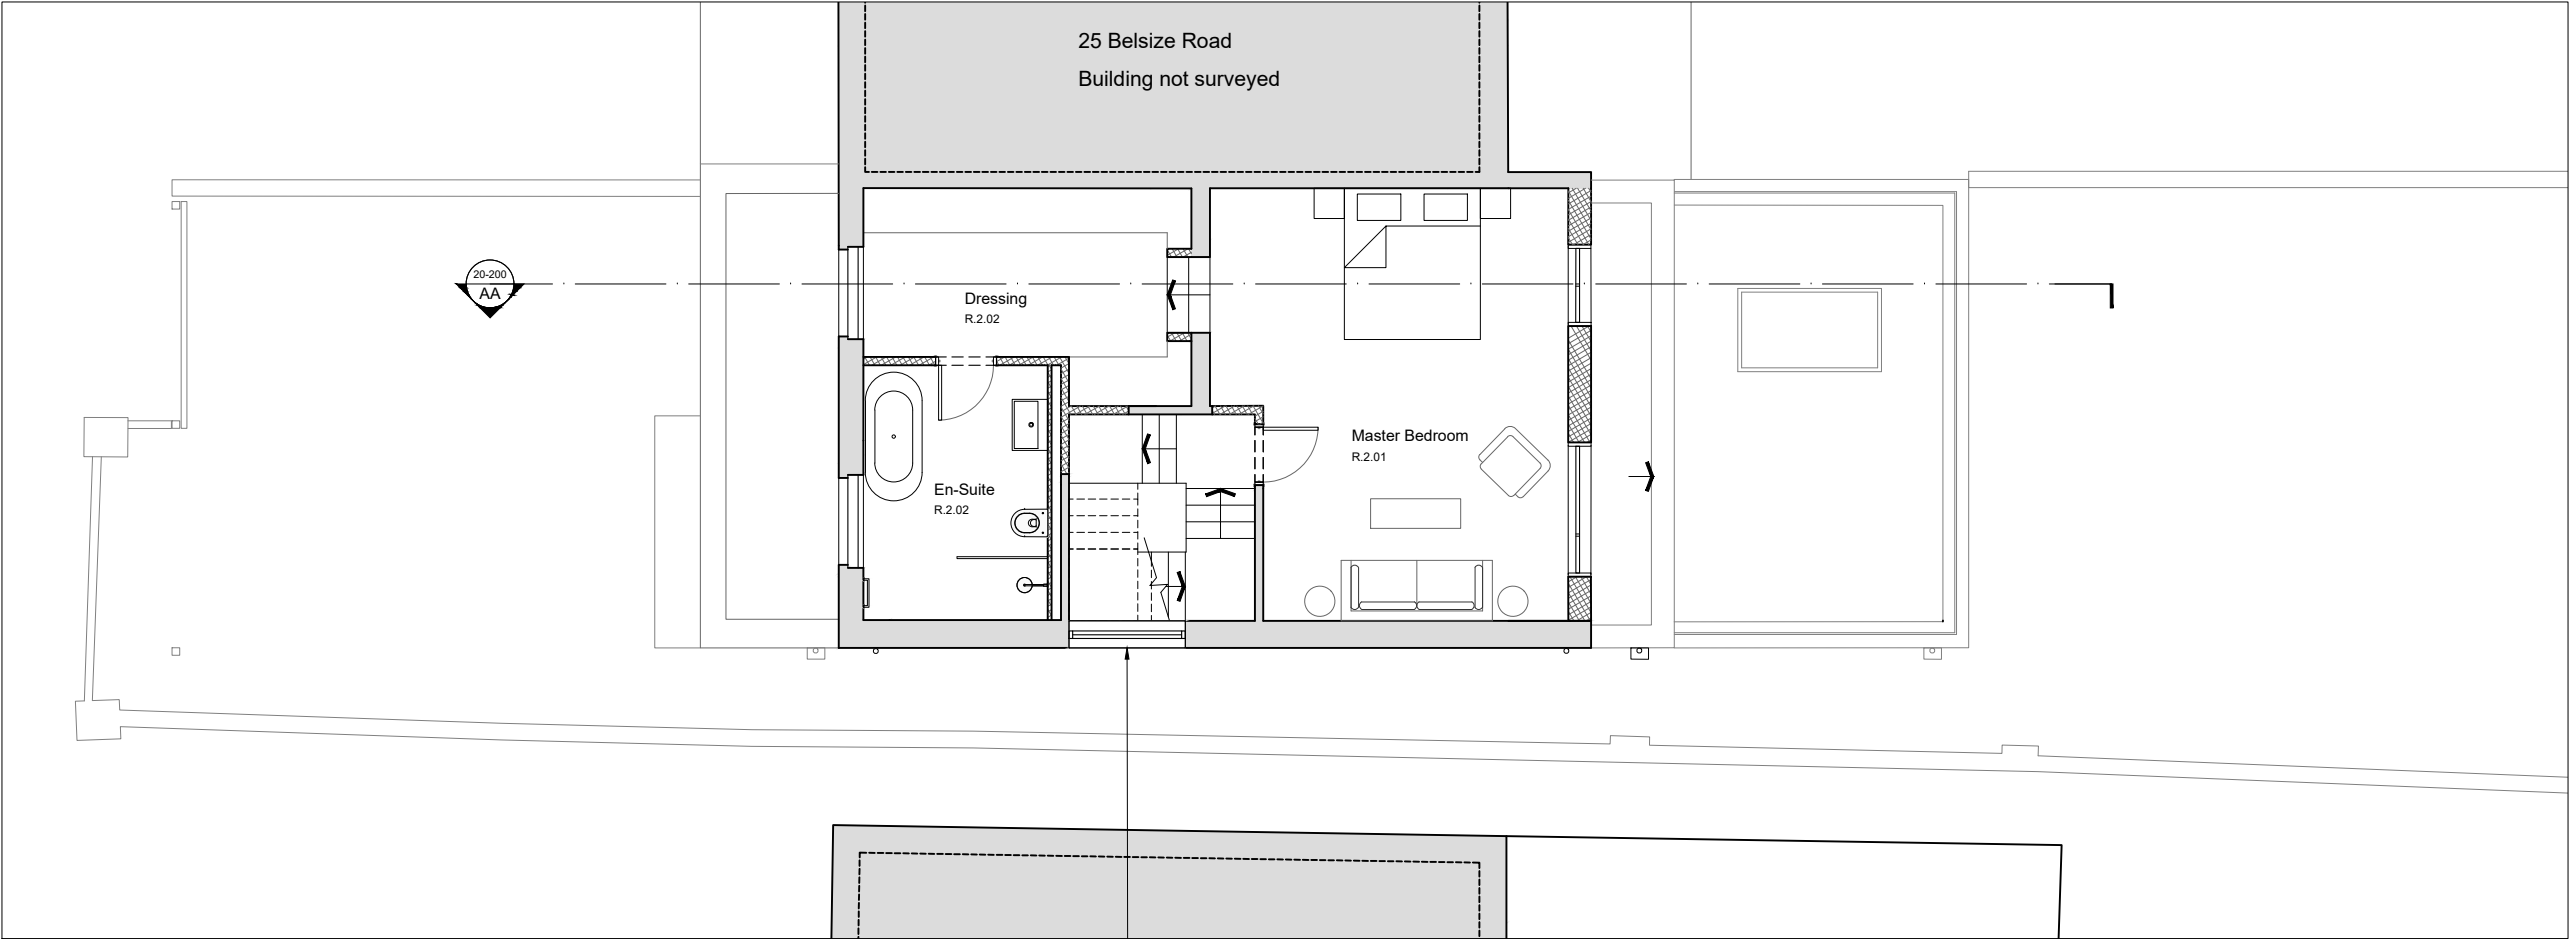 25 Belsize Road
Building not surveyed
20-200
AA
Dressing
R.2.02
Master Bedroom
R.2.01
En-Suite
R.2.02